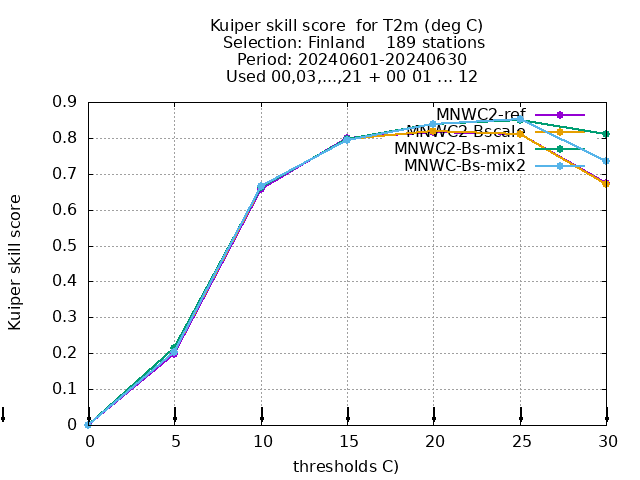 Kuiper skill score for T2m (deg C)
Selection: Finland 189 stations
Period: 20240601-20240630
Used 00,03,...,21 + 00 01 ... 12
MNWC2-ref
MNWC2-Bscale
MNWC2-Bs-mix1
MNWC-Bs-mix2
Kuiper skill score
0.9
0.8
0.7
0.6
0.5
0.4
0.3
0.2
0.1
0
0 5 10 15 20 25 30
thresholds C)